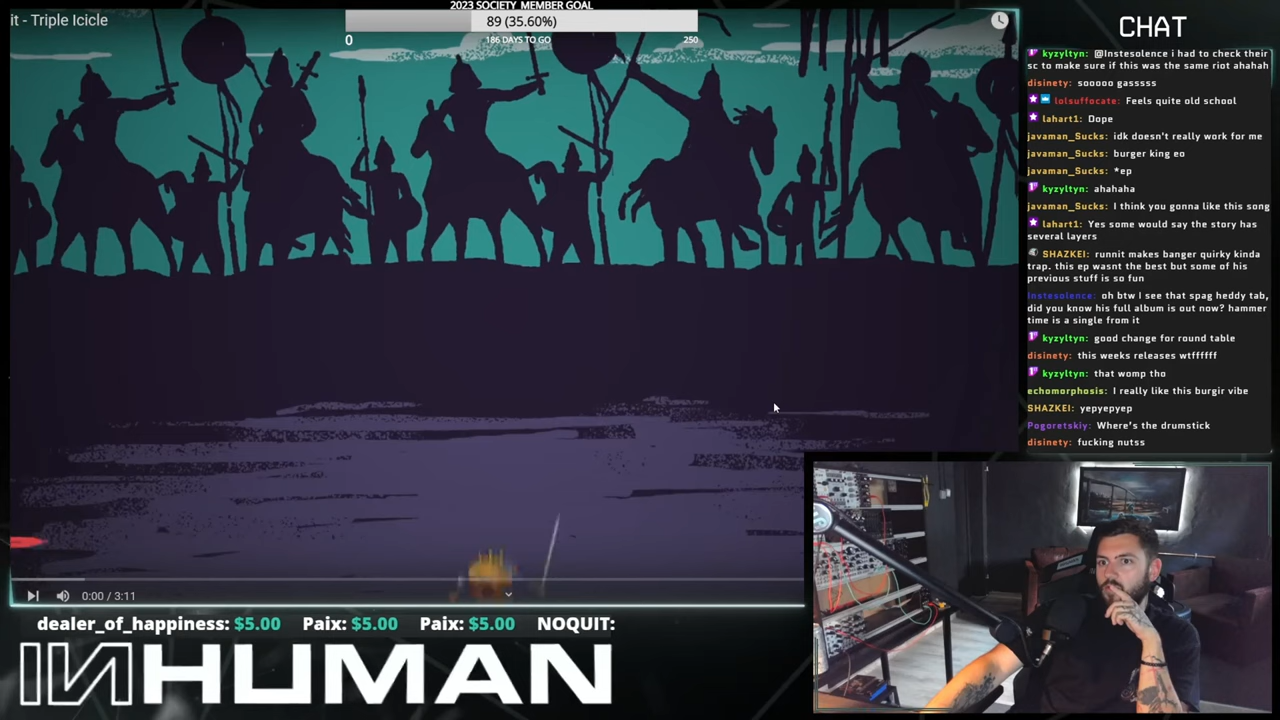 2023 SOCIETY MEMBER GOAL
it - Triple Icicle
89 (35.60%)
0
186 DAYS TO GO
250
CHAT
kyzyltyn: @Instesolence i had to check their
sc to make sure if this was the same riot ahahah
disinety: sooooo gasssss
lolsuffocate: Feels quite old school
lahart1: Dope
javaman_Sucks: idk doesn't really work for me
javaman_Sucks: burger king eo
javaman_Sucks: *ep
kyzyltyn: ahahaha
javaman_Sucks: I think you gonna like this song
lahart1: Yes some would say the story has
several layers
SHAZKEI: runnit makes banger quirky kinda
trap. this ep wasnt the best but some of his
previous stuff is so fun
Instesolence: oh btw I see that spag heddy tab,
did you know his full album is out now? hammer
time is a single from it
kyzyltyn: good change for round table
disinety: this weeks releases wtffffff
kyzyltyn: that womp tho
echomorphosis: I really like this burgir vibe
SHAZKEI: yepyepyep
Pogoretskiy: Where's the drumstick
disinety: fucking nutss
0:00 / 3:11
dealer_of_happiness: $5.00 Paix: $5.00 Paix: $5.00 NOQUIT:
INHUMAN